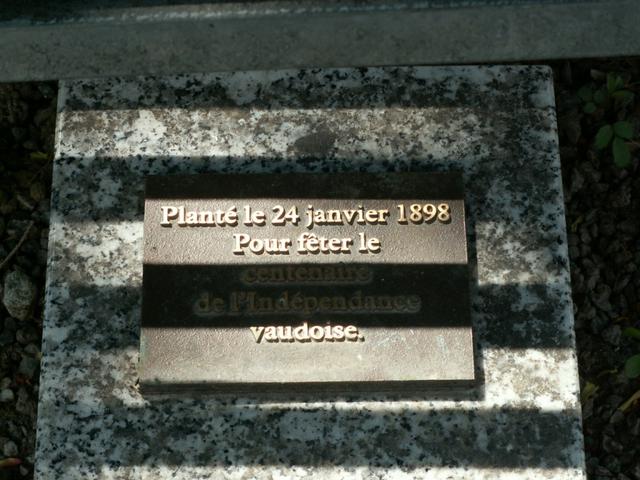 Planté le 24 janvier 1898
Pour fêter le
centenaire
de l'Indépendance
vaudoise.